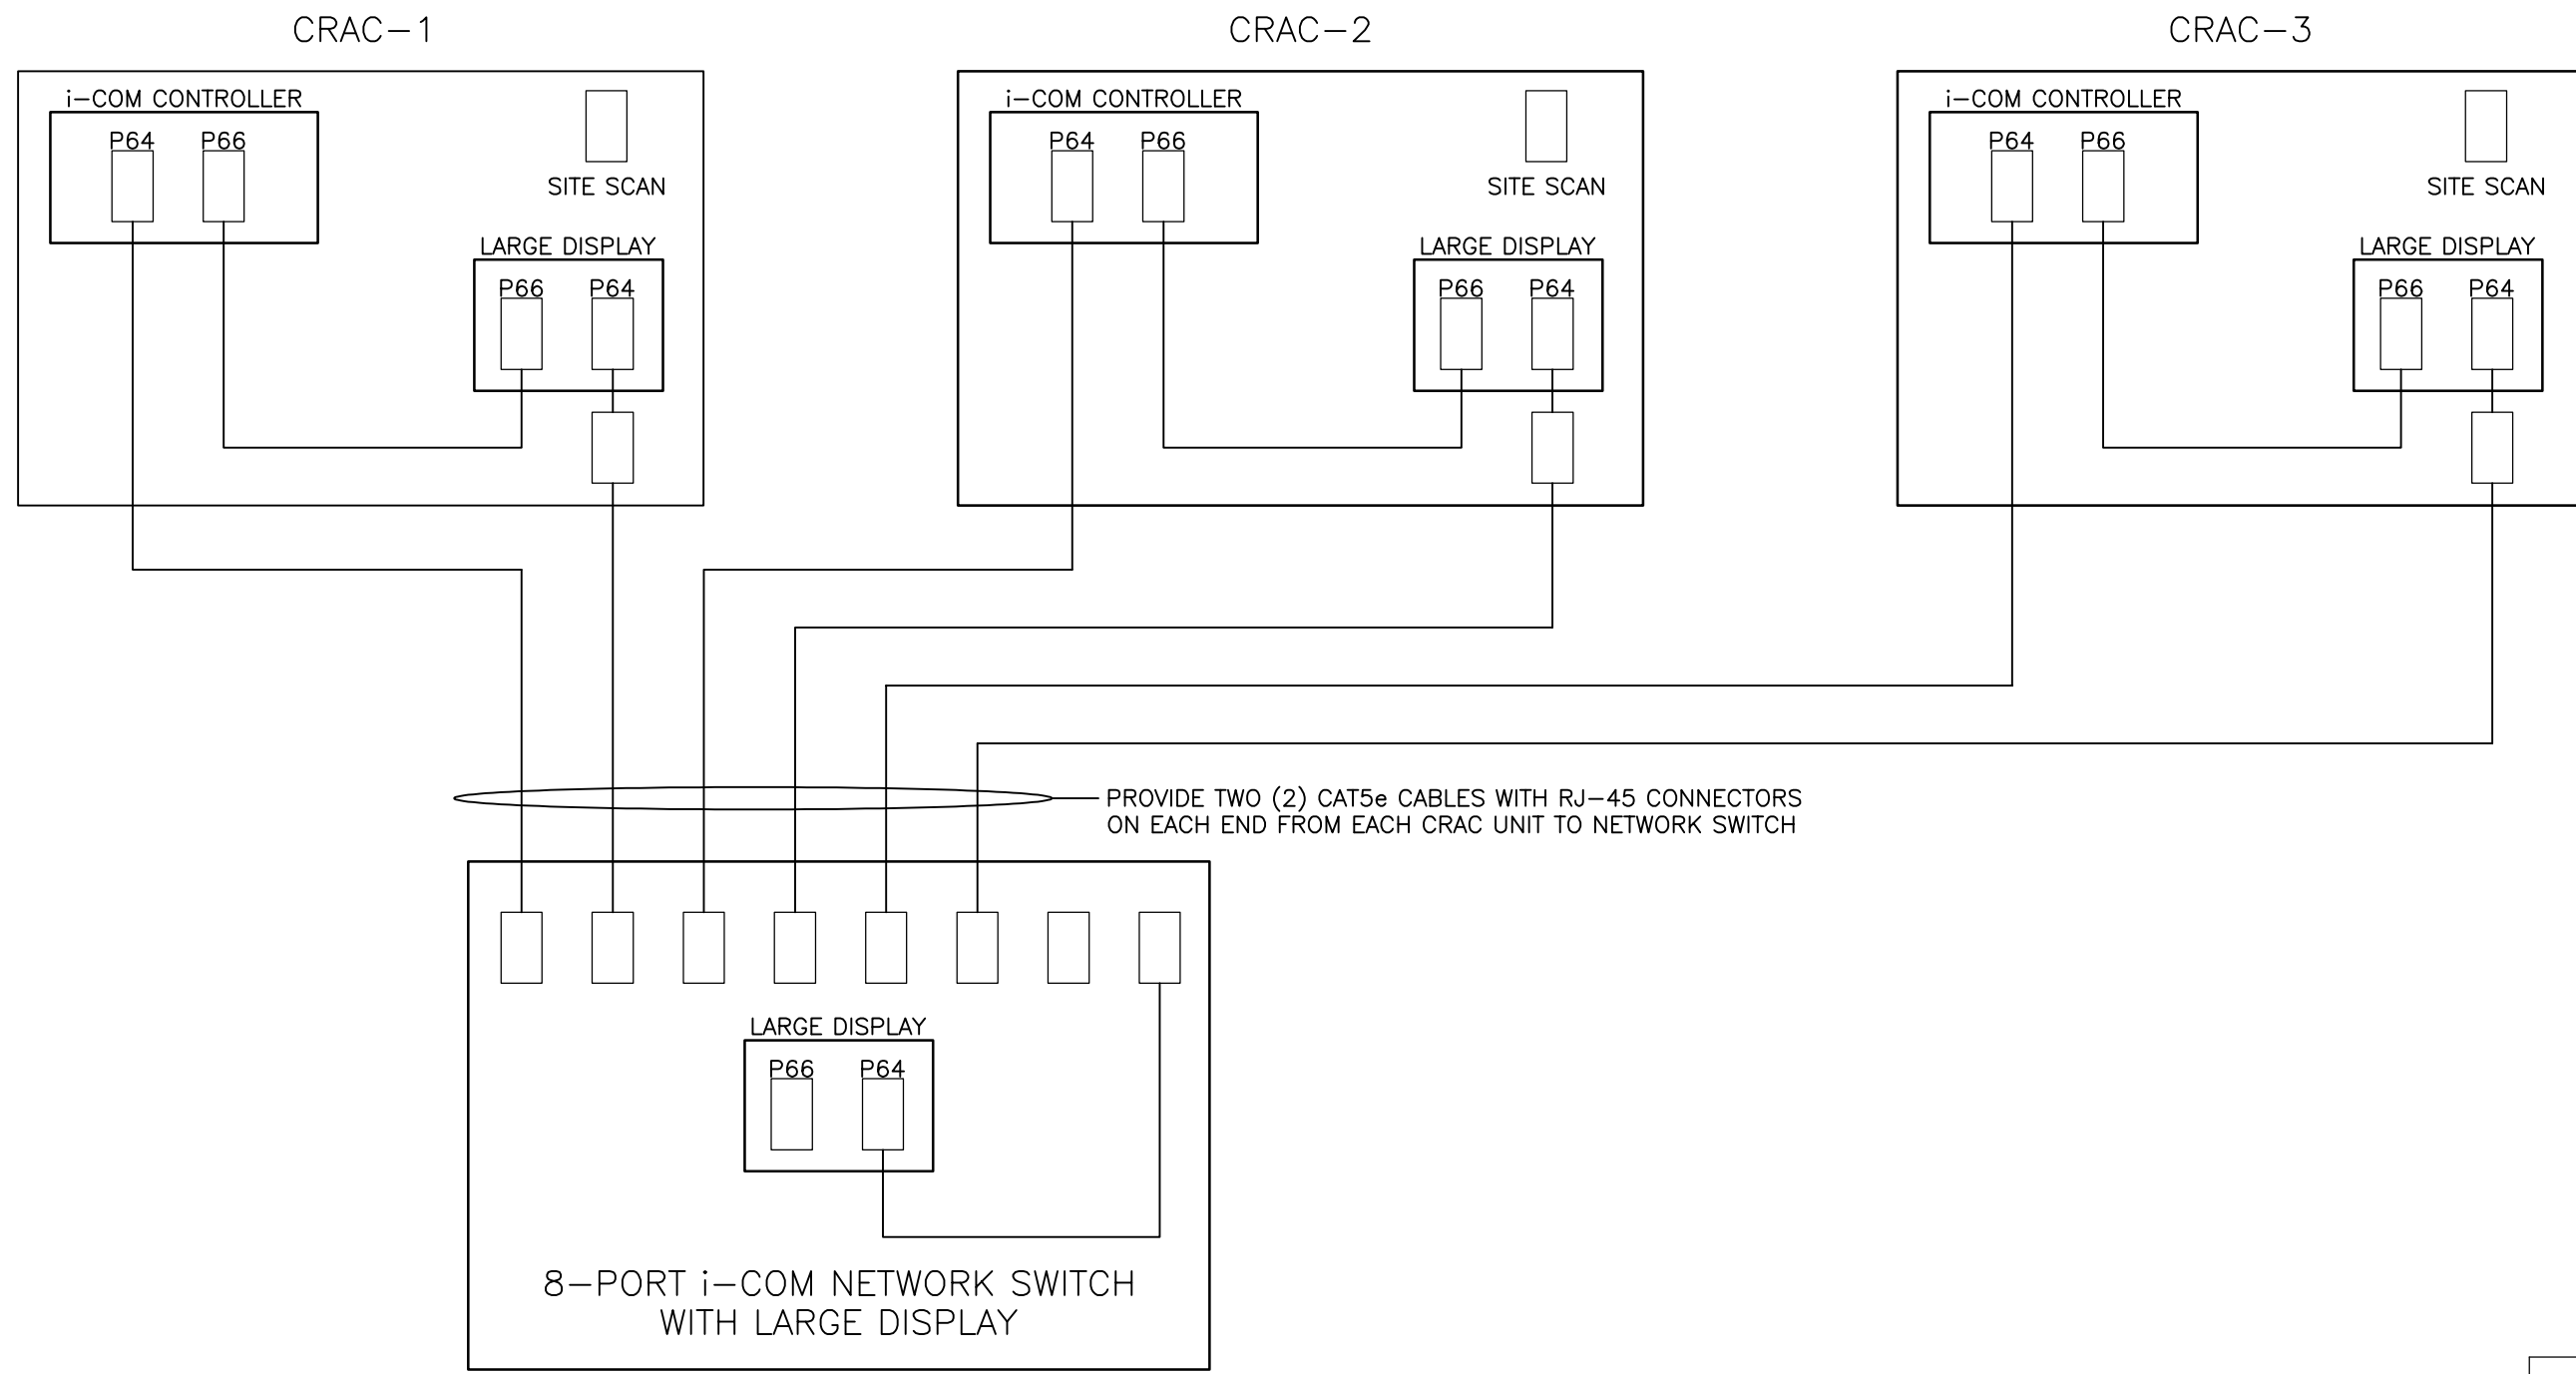 CRAC-1
CRAC-2
CRAC-3
i-COM CONTROLLER
P64
P66
SITE SCAN
LARGE DISPLAY
P66
P64
i-COM CONTROLLER
P64
P66
SITE SCAN
LARGE DISPLAY
P66
P64
i-COM CONTROLLER
P64
P66
SITE SCAN
LARGE DISPLAY
P66
P64
PROVIDE TWO (2) CAT5e CABLES WITH RJ-45 CONNECTORS
ON EACH END FROM EACH CRAC UNIT TO NETWORK SWITCH
LARGE DISPLAY
P66
P64
8-PORT i-COM NETWORK SWITCH
WITH LARGE DISPLAY